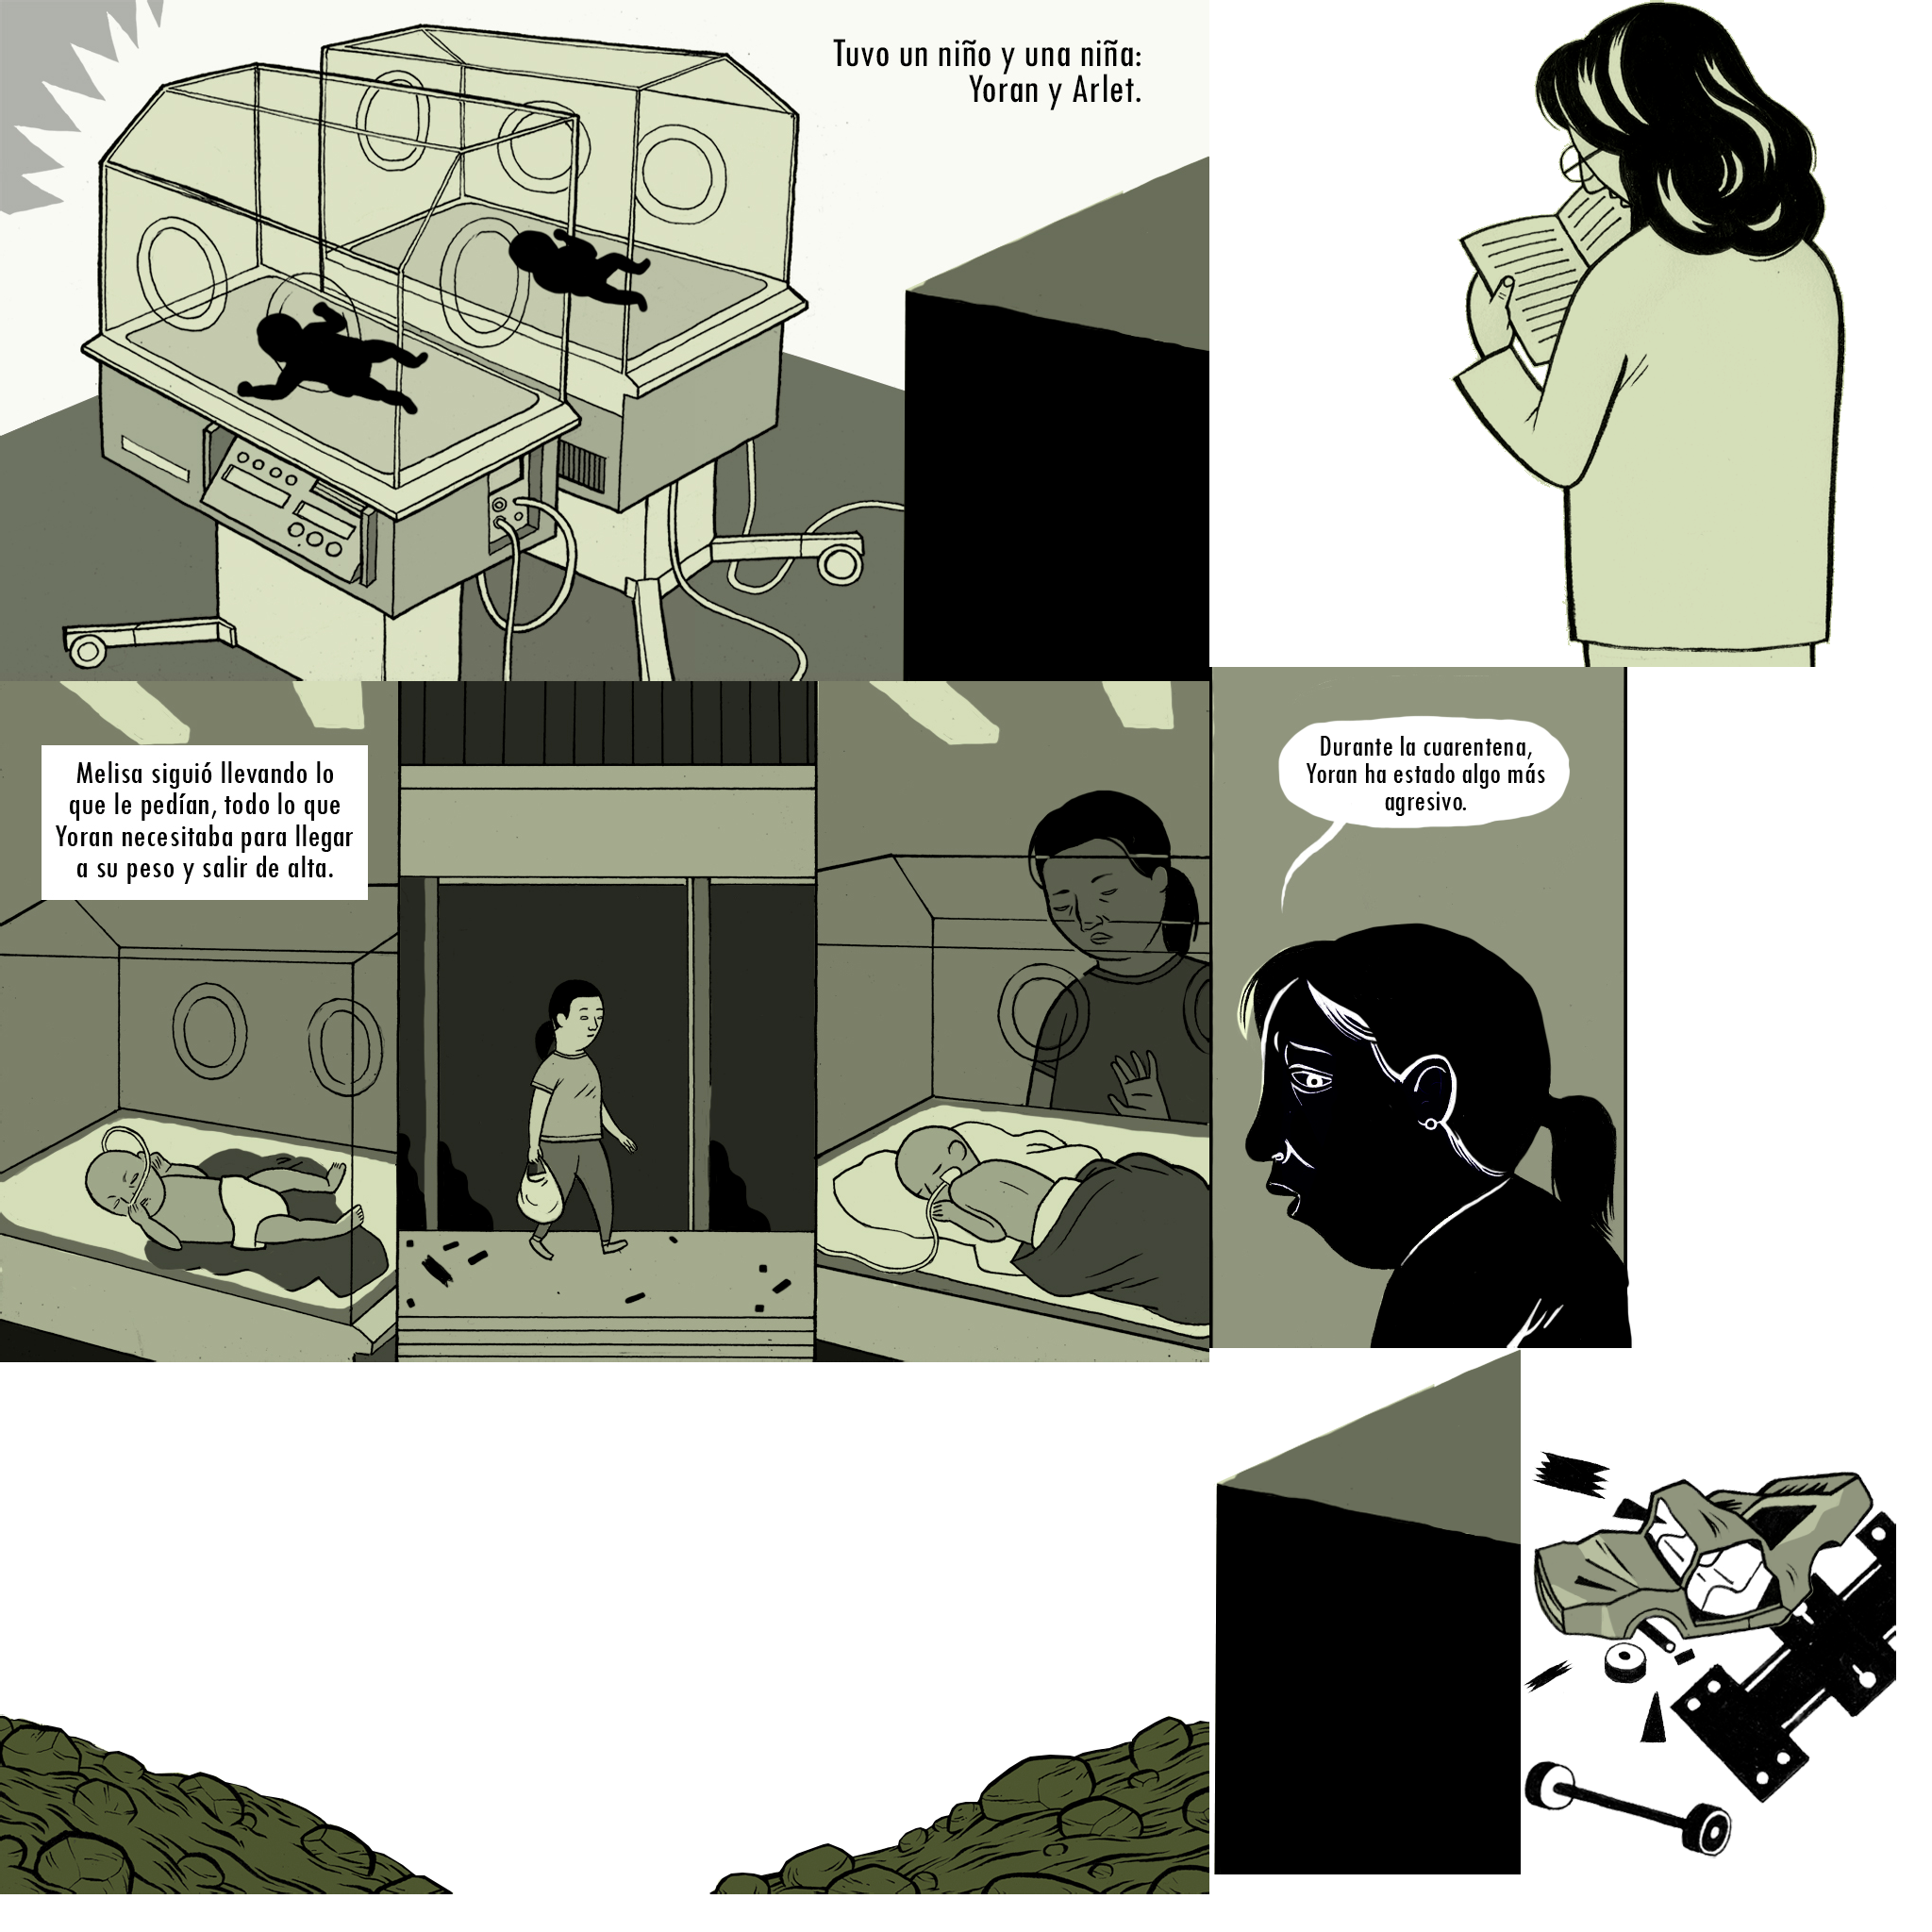 Tuvo un niño y una niña:
Yoran y Arlet.
Melisa siguió llevando lo
que le pedían, todo lo que
Yoran necesitaba para llegar
a su peso y salir de alta.
Durante la cuarentena,
Yoran ha estado algo más
agresivo.